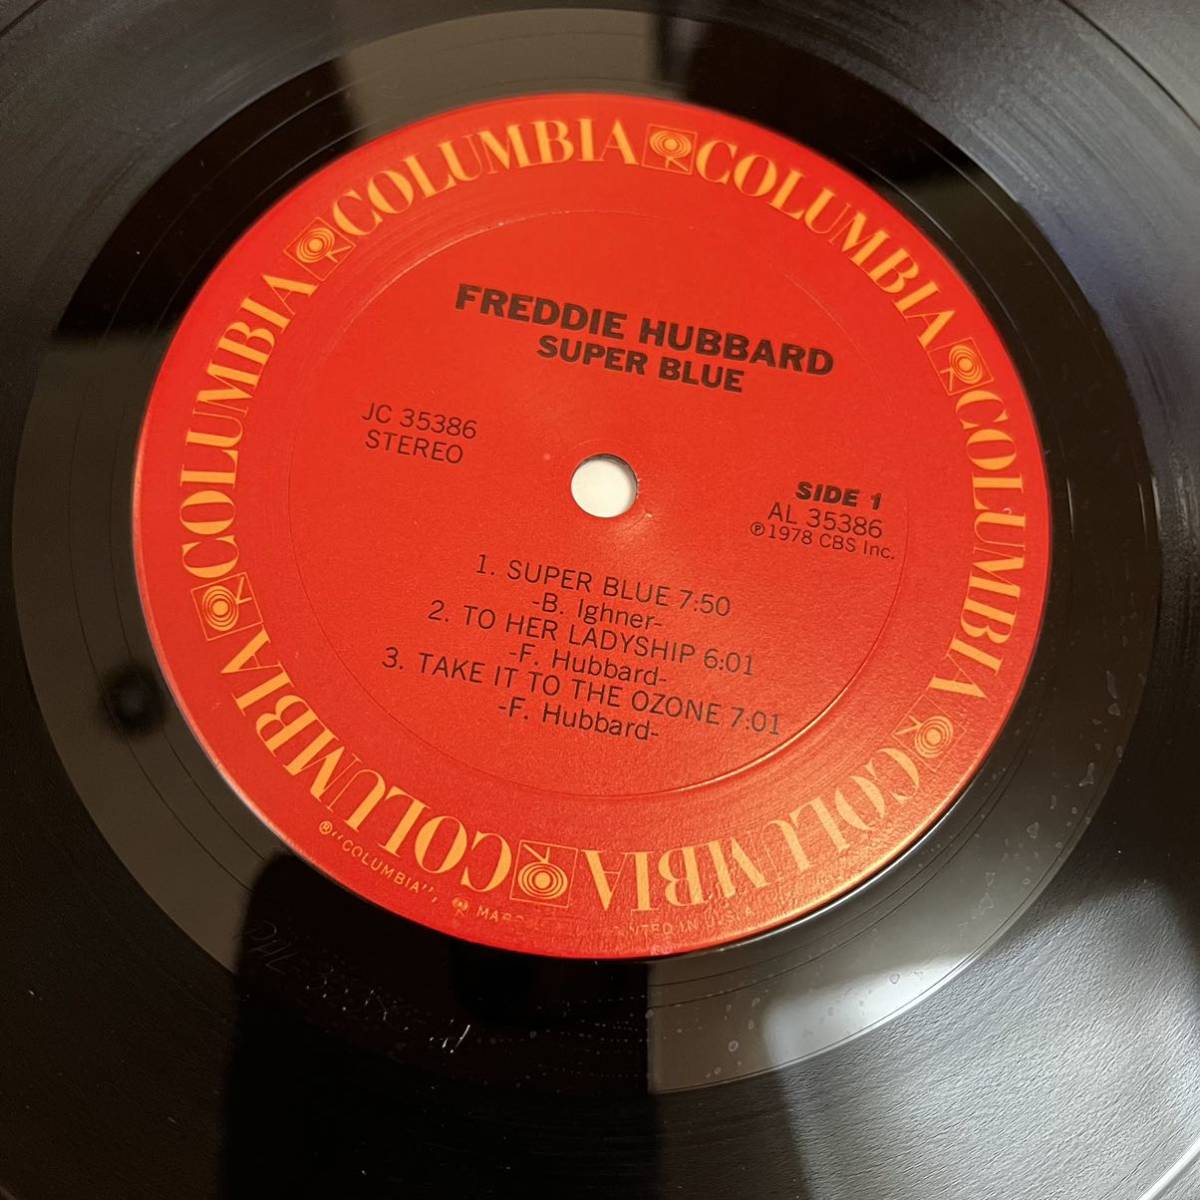 COLUMBIA COLUMBIA COLUMBIA COLUMBIA COLUMBIA COLUMBIA
FREDDIE HUBBARD
SUPER BLUE
JC 35386
STEREO
SIDE 1
AL 35386
℗1978 CBS Inc.
1. SUPER BLUE 7:50
-B. Ighner-
2. TO HER LADYSHIP 6:01
-F. Hubbard-
3. TAKE IT TO THE OZONE 7:01
-F. Hubbard-
® "COLUMBIA", IN U.S.A.